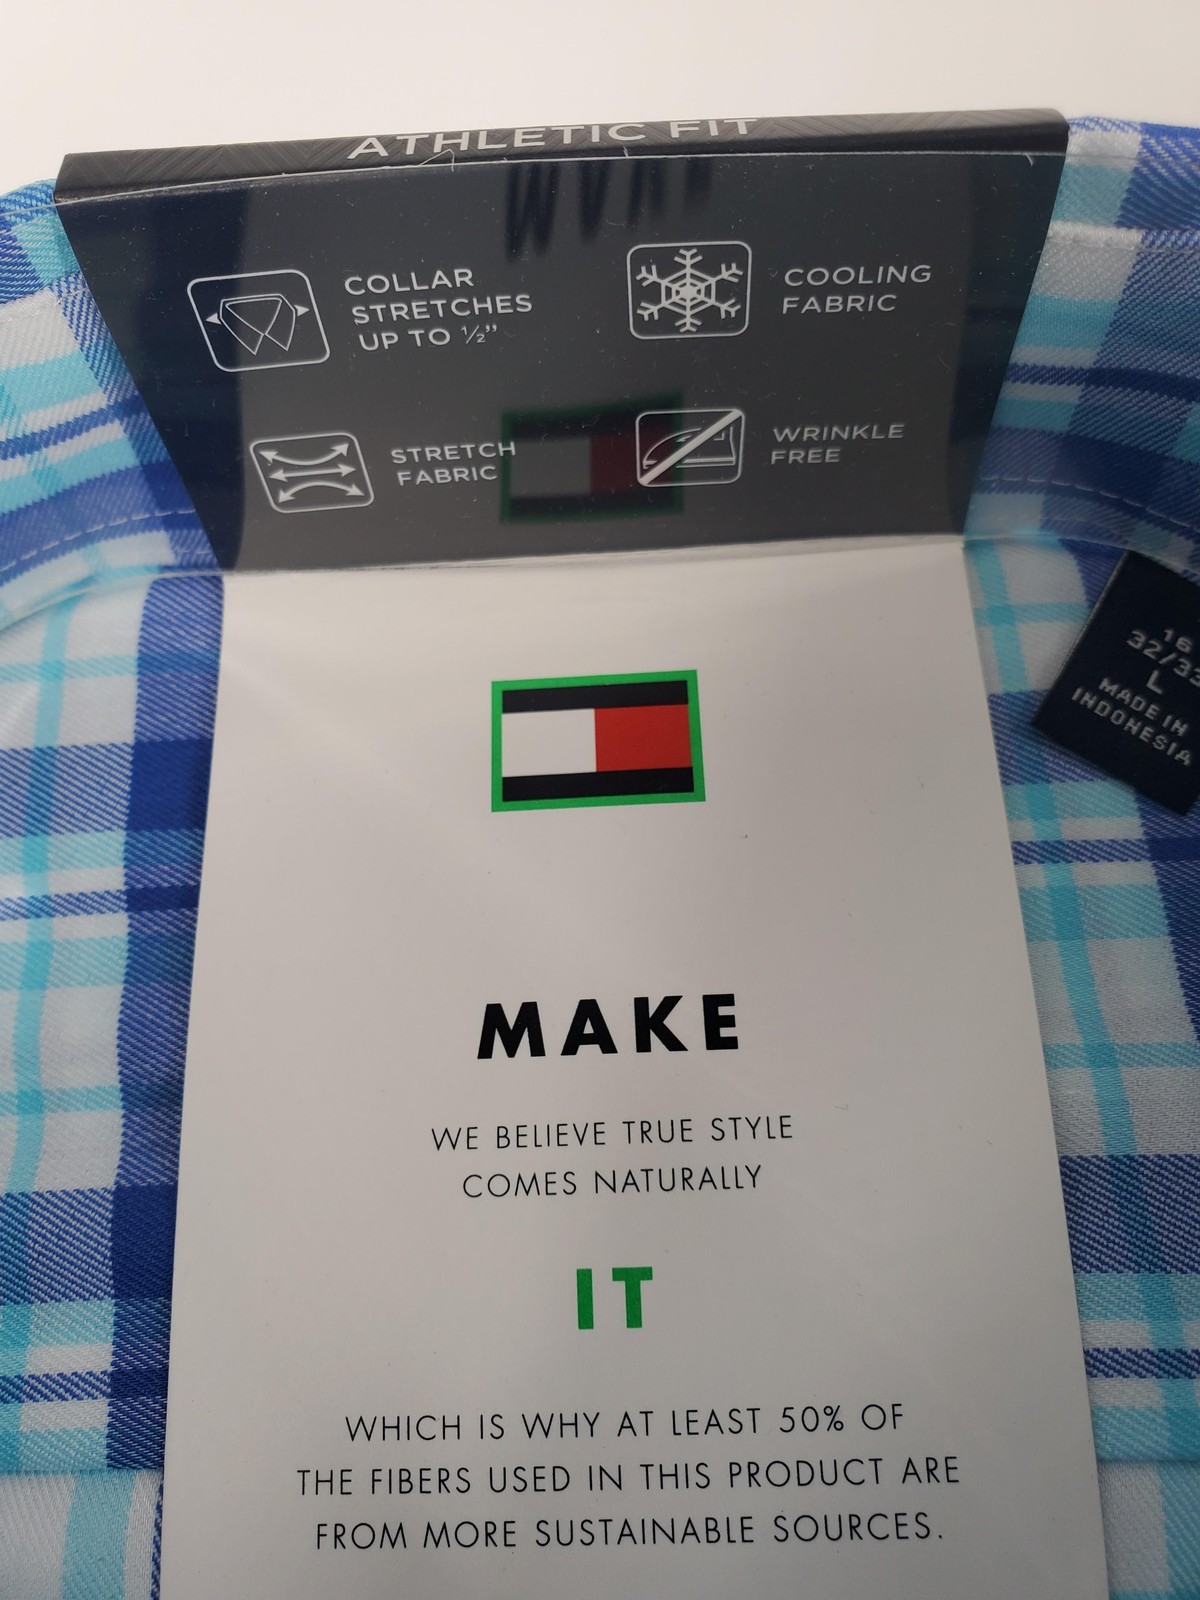 ATHLETIC FIT
COLLAR
STRETCHES
UP TO ½”
COOLING
FABRIC
STRETCH
FABRIC
WRINKLE
FREE
MAKE
WE BELIEVE TRUE STYLE
COMES NATURALLY
IT
WHICH IS WHY AT LEAST 50% OF
THE FIBERS USED IN THIS PRODUCT ARE
FROM MORE SUSTAINABLE SOURCES.
16
32/33
L
MADE IN
INDONESIA